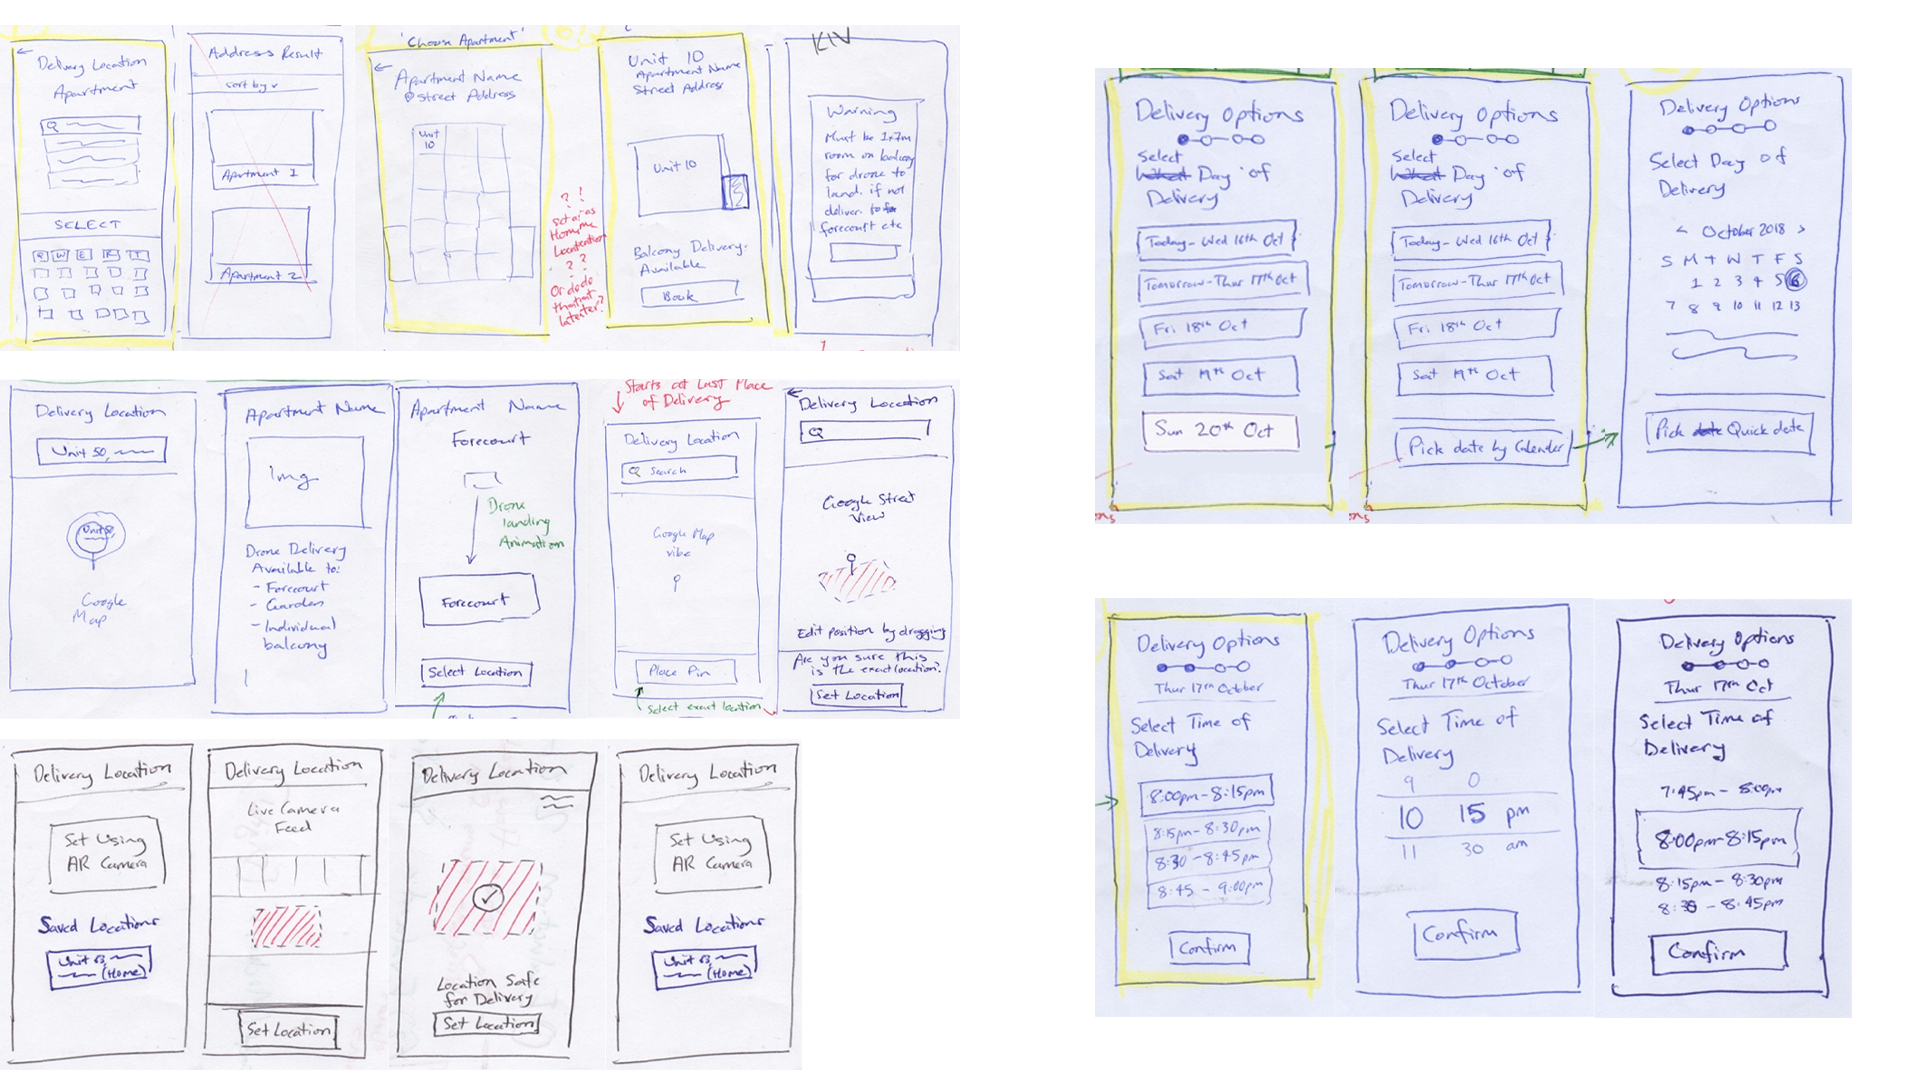 Delivery Location
Apartment
Q
SELECT
Q W E R T
Address Result
sort by v
Apartment 1
Apartment 2
'Choose Apartment'
Apartment Name
@ Street Address
Unit
10
? ?
set as
Home
Location
? ?
Or do
that
later?
Unit 10
Apartment Name
Street Address
Unit 10
Balcony Delivery
Available
Book
KIV
Warning
Must be 1x7m
room on balcony
for drone to
land. if not
deliver. to
forecourt etc
Delivery Location
Unit 50,
Unit
Google
Map
Apartment Name
Img
Drone Delivery
Available to:
- Forecourt
- Garden
- Individual
balcony
Apartment Name
Forecourt
Drone
landing
Animation
Forecourt
Select Location
Starts at Last Place
of Delivery
Delivery Location
Q Search
Google Map
vibe
Place Pin
Select exact location
Delivery Location
Q
Google Street
View
Edit position by dragging
Are you sure this
is the exact location?
Set Location
Delivery Location
Set Using
AR Camera
Saved Locations
Unit
(Home)
Delivery Location
Live Camera
Feed
Set Location
Delivery Location
Location Safe
for Delivery
Set Location
Delivery Location
Set Using
AR Camera
Saved Locations
Unit
(Home)
Delivery Options
Select
Day of
Delivery
Today - Wed 16th Oct
Tomorrow - Thur 17th Oct
Fri 18th Oct
Sat 19th Oct
Sun 20th Oct
Delivery Options
Select
Day of
Delivery
Today - Wed 16th Oct
Tomorrow - Thur 17th Oct
Fri 18th Oct
Sat 19th Oct
Pick date by Calender
Delivery Options
Select Day of
Delivery
< October 2018 >
S M T W T F S
1 2 3 4 5 6
7 8 9 10 11 12 13
Pick date Quick date
Delivery Options
Thur 17th October
Select Time of
Delivery
8:00pm - 8:15pm
8:15pm - 8:30pm
8:30 - 8:45pm
8:45 - 9:00pm
Confirm
Delivery Options
Thur 17th October
Select Time of
Delivery
9 0
10 15 pm
11 30 am
Confirm
Delivery Options
Thur 17th Oct
Select Time of
Delivery
7:45pm - 8:00pm
8:00pm - 8:15pm
8:15pm - 8:30pm
8:30 - 8:45pm
Confirm